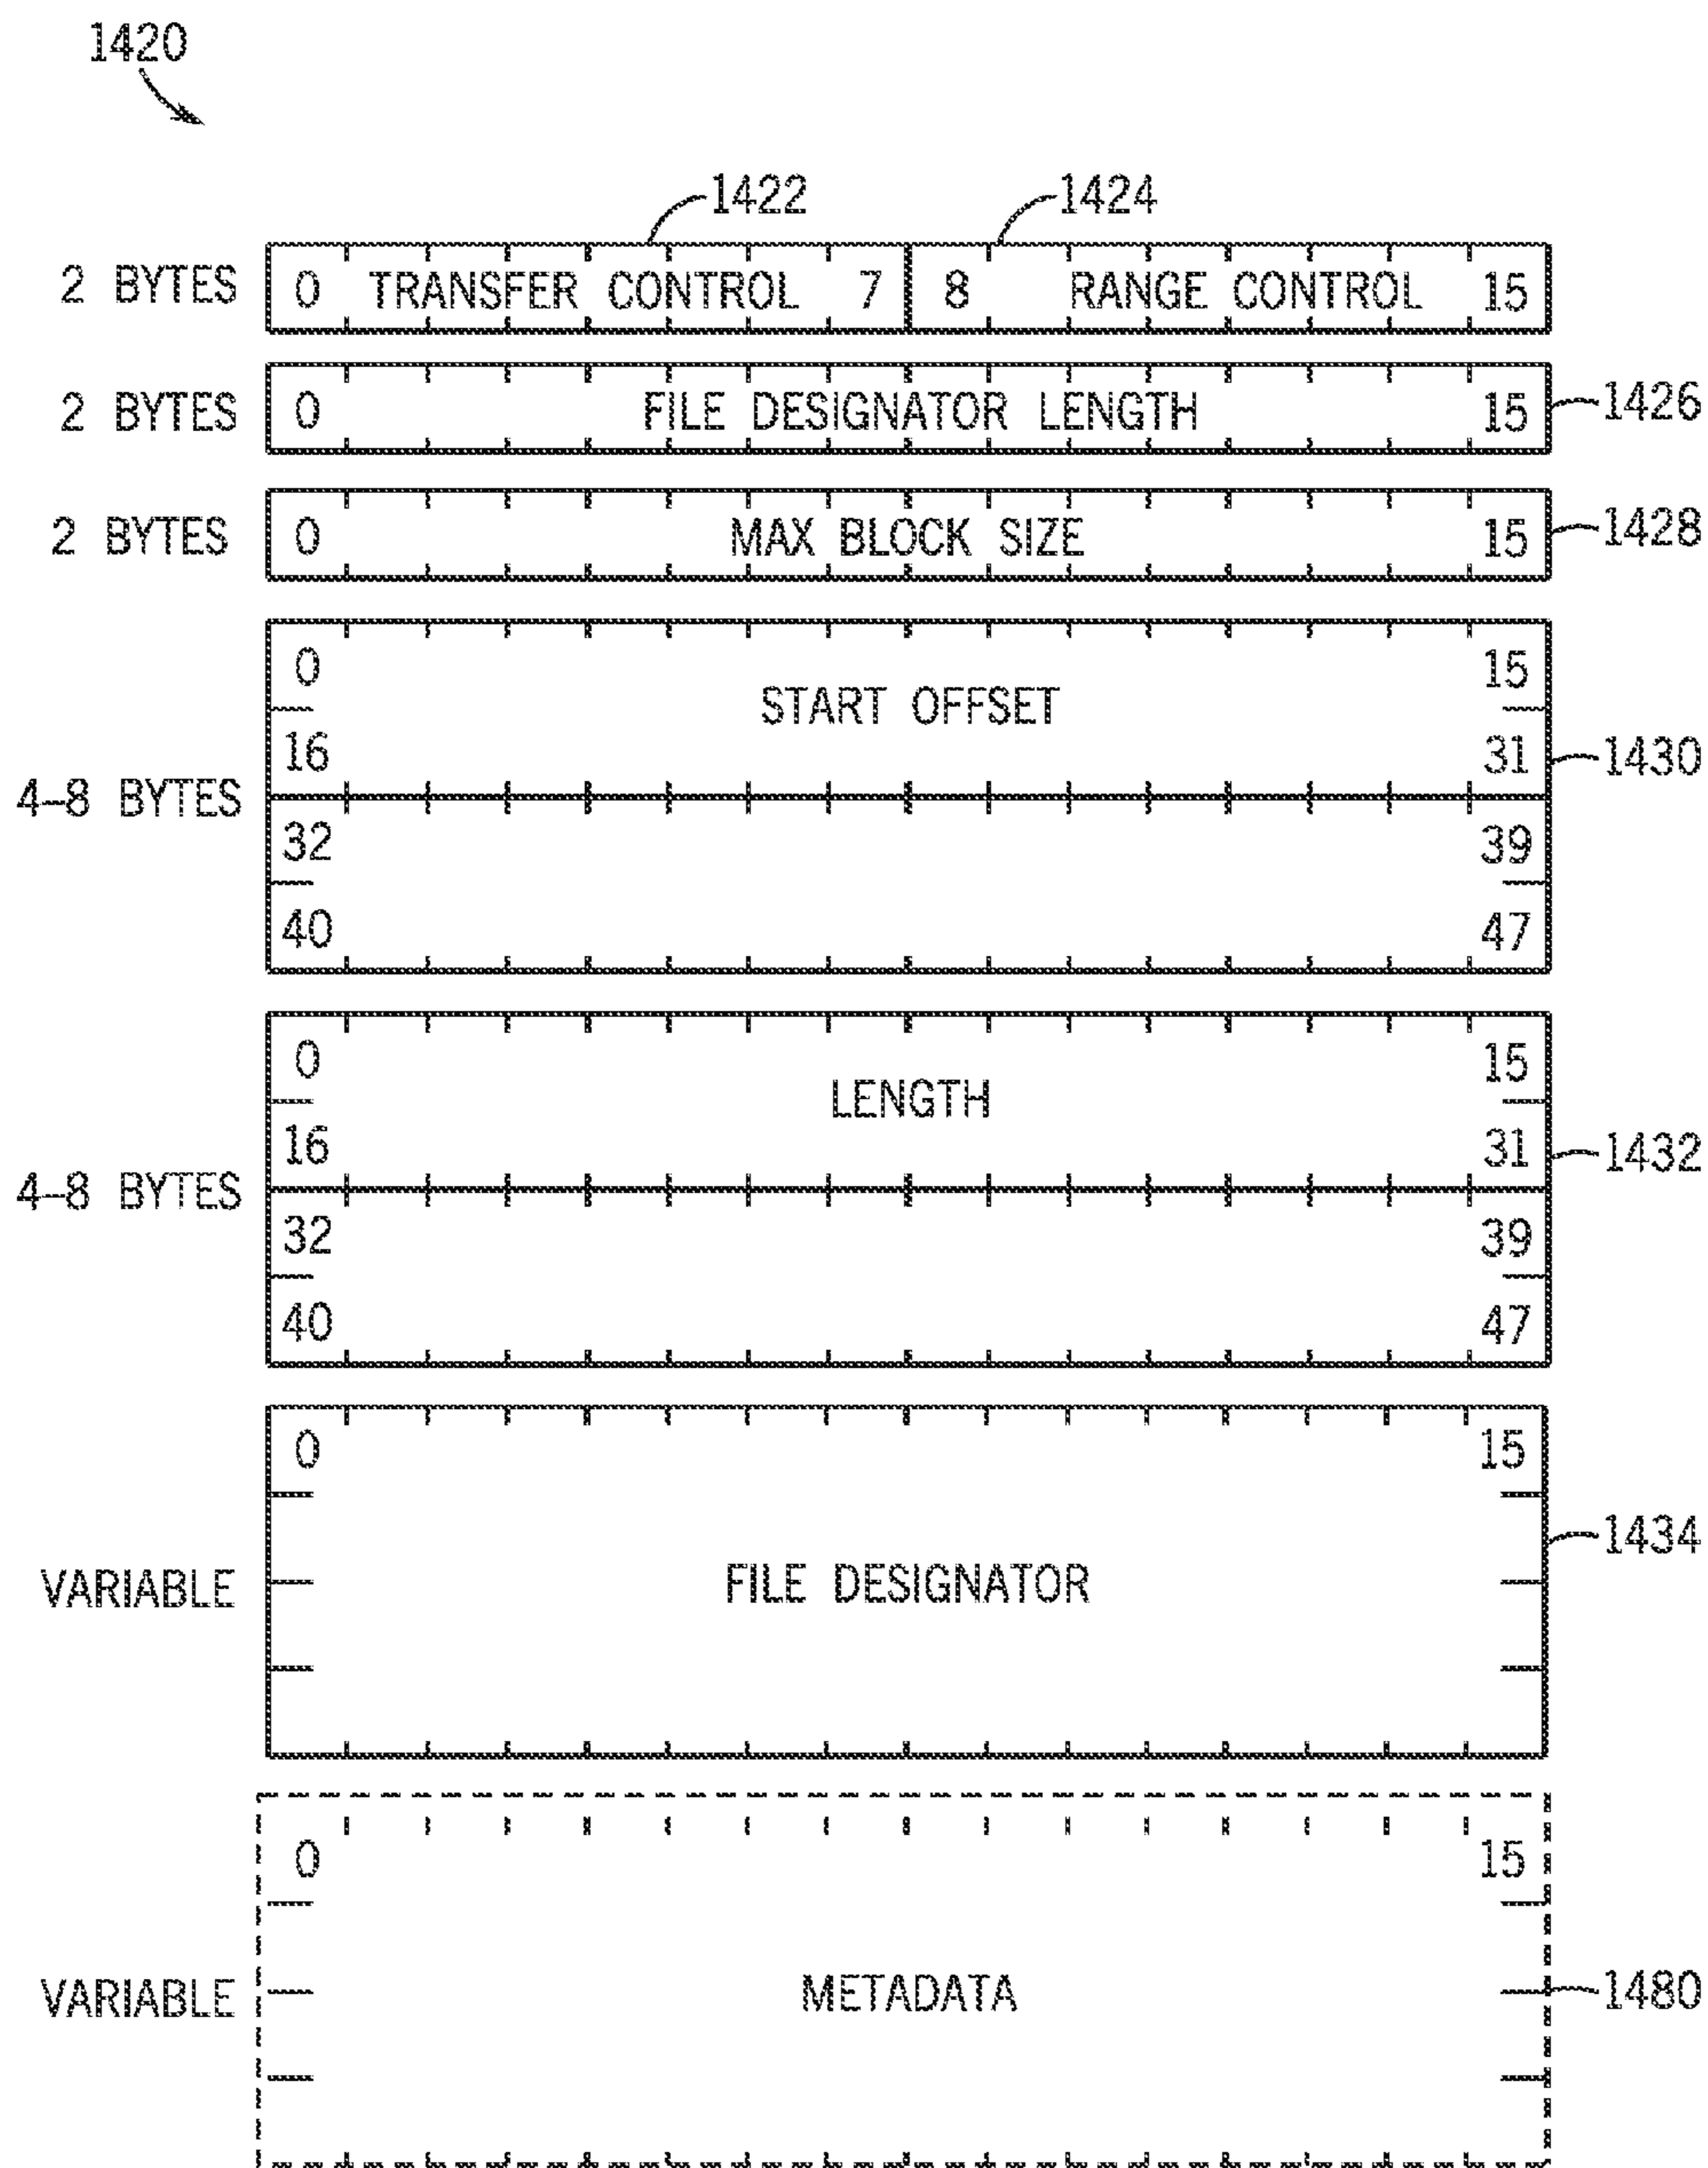 1420
1422 1424
2 BYTES 0 TRANSFER CONTROL 7 8 RANGE CONTROL 15
2 BYTES 0 FILE DESIGNATOR LENGTH 15 1426
2 BYTES 0 MAX BLOCK SIZE 15 1428
0 15
START OFFSET
16 31 1430
4-8 BYTES
32 39
40 47
0 15
LENGTH
16 31 1432
4-8 BYTES
32 39
40 47
0 15
1434
VARIABLE FILE DESIGNATOR
0 15
VARIABLE METADATA 1480